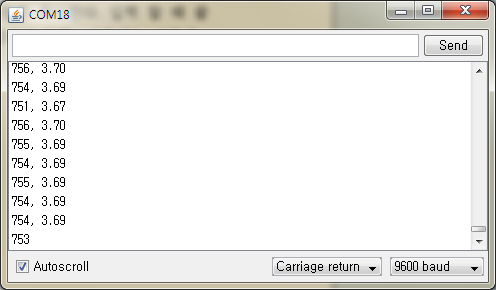 COM18
Send
756, 3.70
754, 3.69
751, 3.67
756, 3.70
755, 3.69
754, 3.69
755, 3.69
754, 3.69
754, 3.69
753
Autoscroll
Carriage return
9600 baud